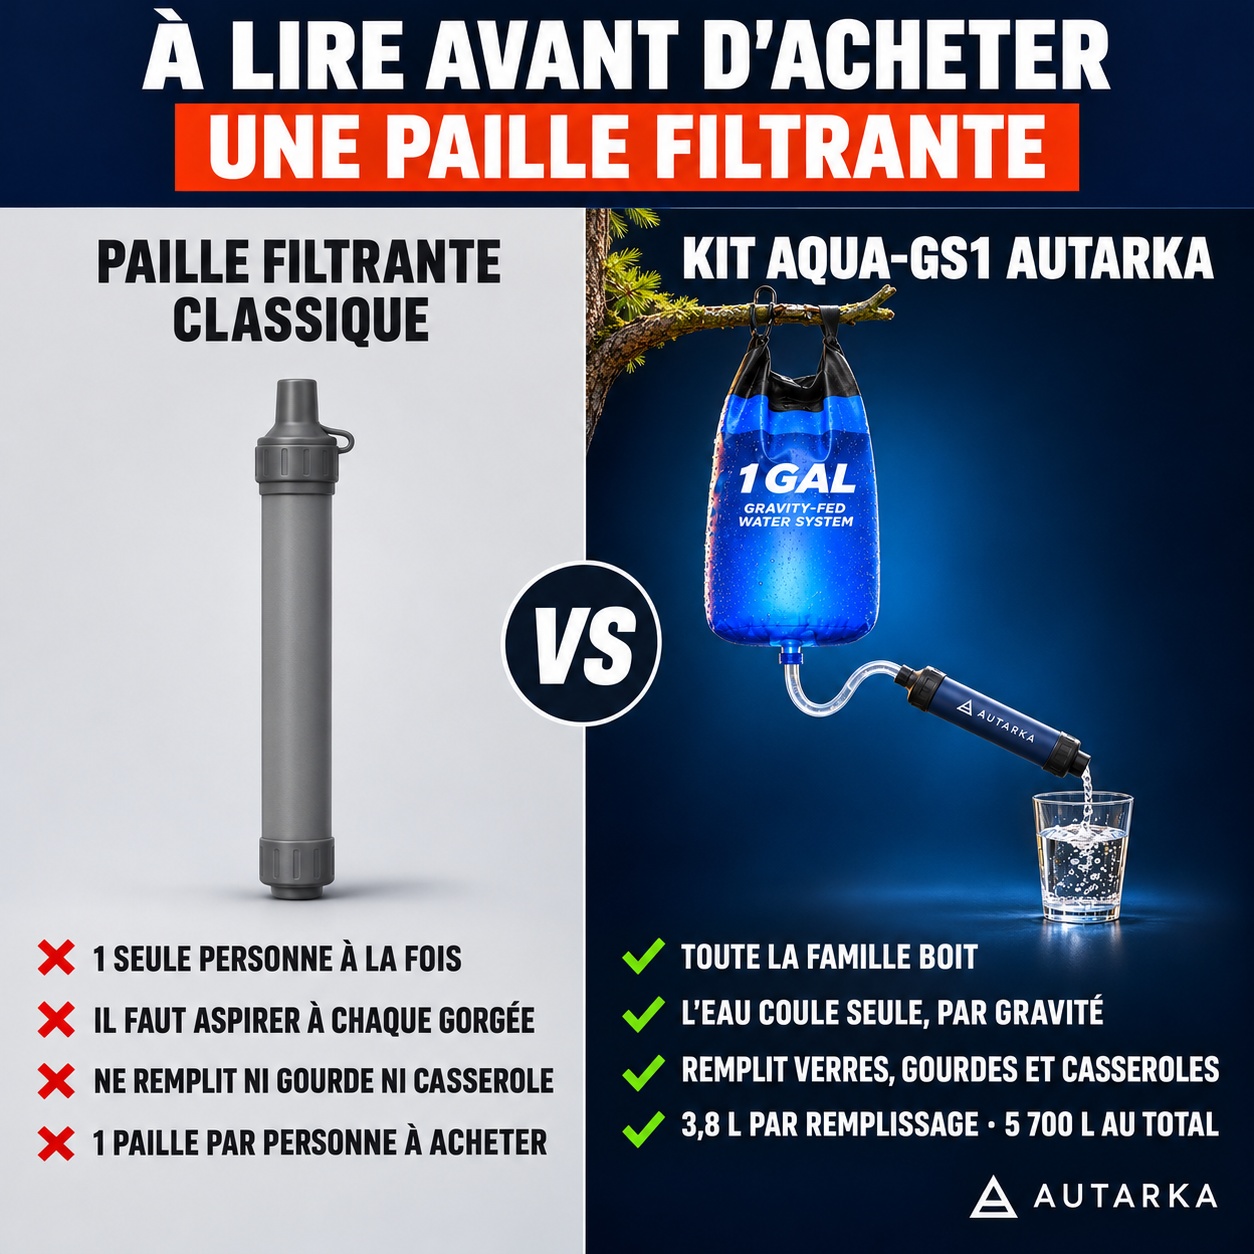 À LIRE AVANT D'ACHETER
UNE PAILLE FILTRANTE
PAILLE FILTRANTE
CLASSIQUE
1 SEULE PERSONNE À LA FOIS
IL FAUT ASPIRER À CHAQUE GORGÉE
NE REMPLIT NI GOURDE NI CASSEROLE
1 PAILLE PAR PERSONNE À ACHETER
VS
KIT AQUA-GS1 AUTARKA
1 GAL
GRAVITY-FED
WATER SYSTEM
AUTARKA
TOUTE LA FAMILLE BOIT
L'EAU COULE SEULE, PAR GRAVITÉ
REMPLIT VERRES, GOURDES ET CASSEROLES
3,8 L PAR REMPLISSAGE · 5 700 L AU TOTAL
AUTARKA